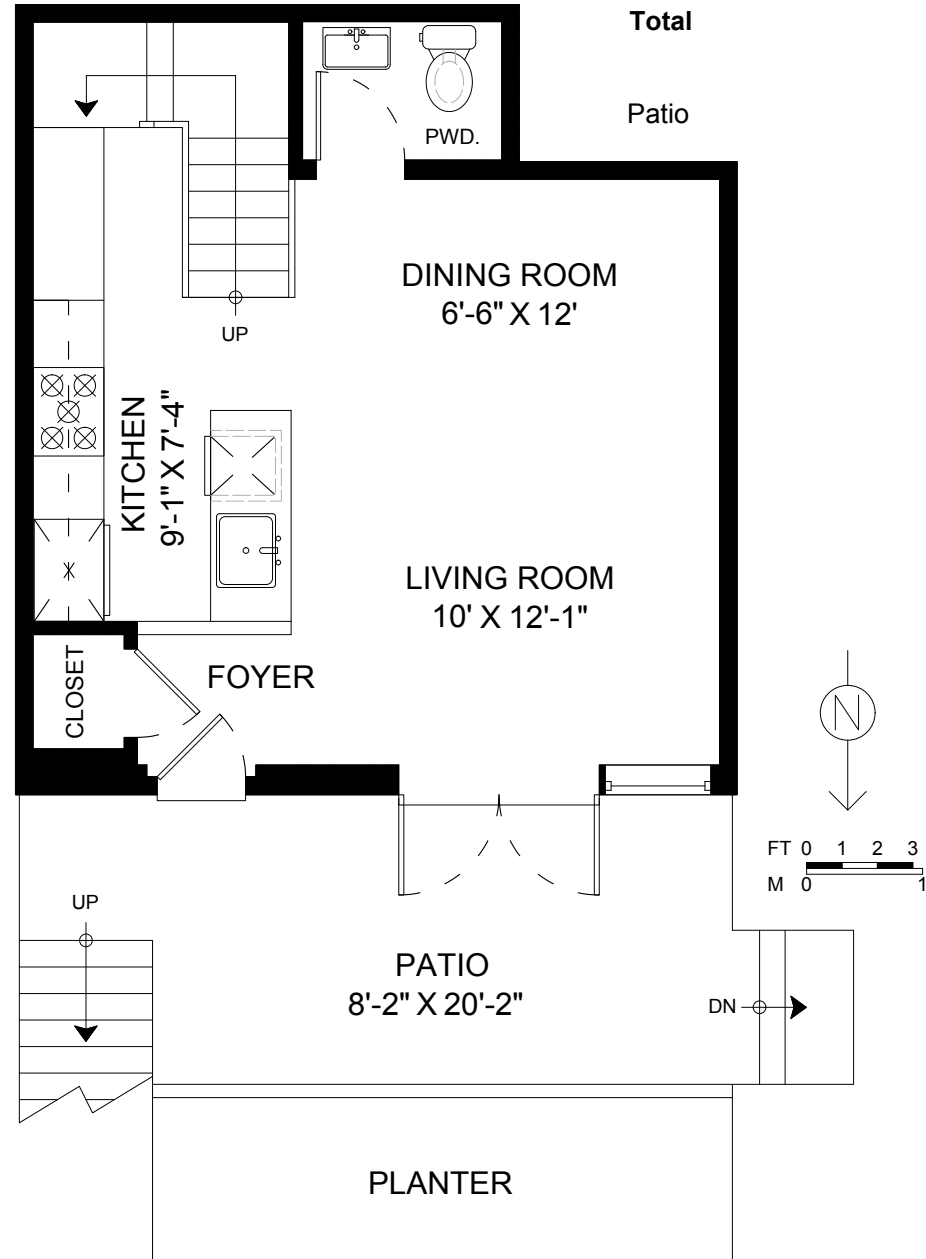 Total
Patio
PWD.
DINING ROOM
6'-6" X 12'
UP
KITCHEN
9'-1" X 7'-4"
LIVING ROOM
10' X 12'-1"
CLOSET
FOYER
N
FT 0 1 2 3
M 0 1
UP
PATIO
8'-2" X 20'-2"
DN
PLANTER